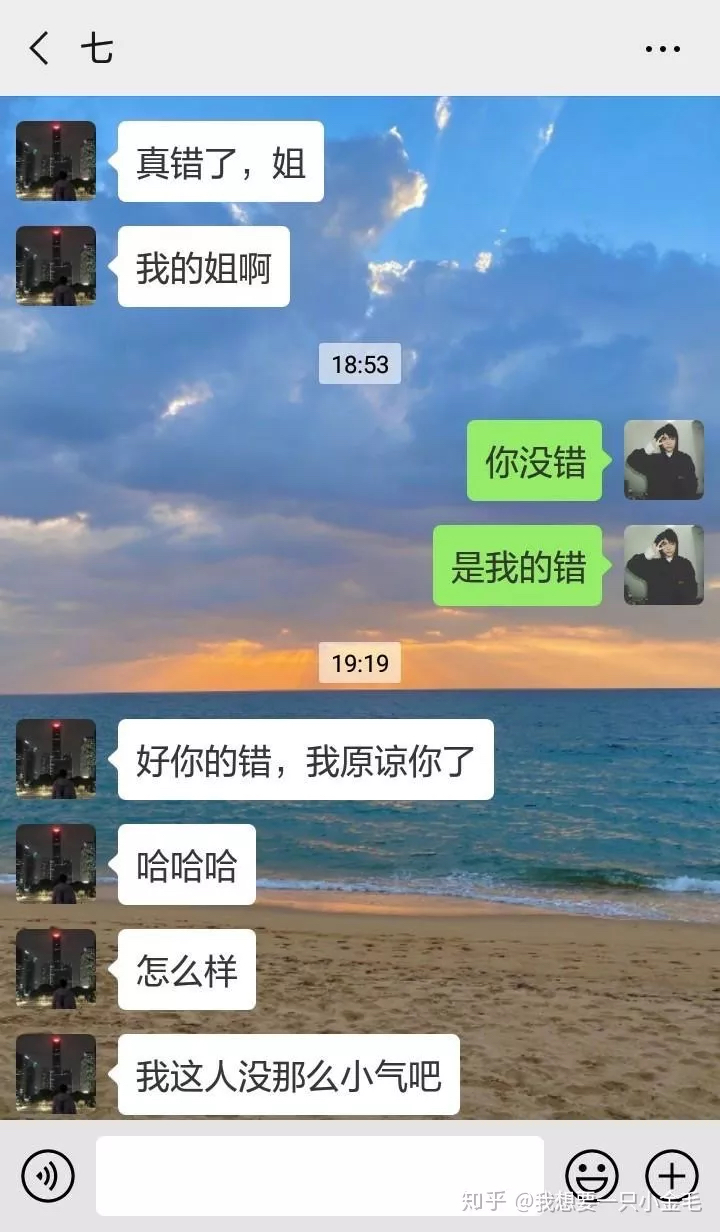 七
真错了，姐
我的姐啊
18:53
你没错
是我的错
19:19
好你的错，我原谅你了
哈哈哈
怎么样
我这人没那么小气吧
知乎 @我想要一只小金毛